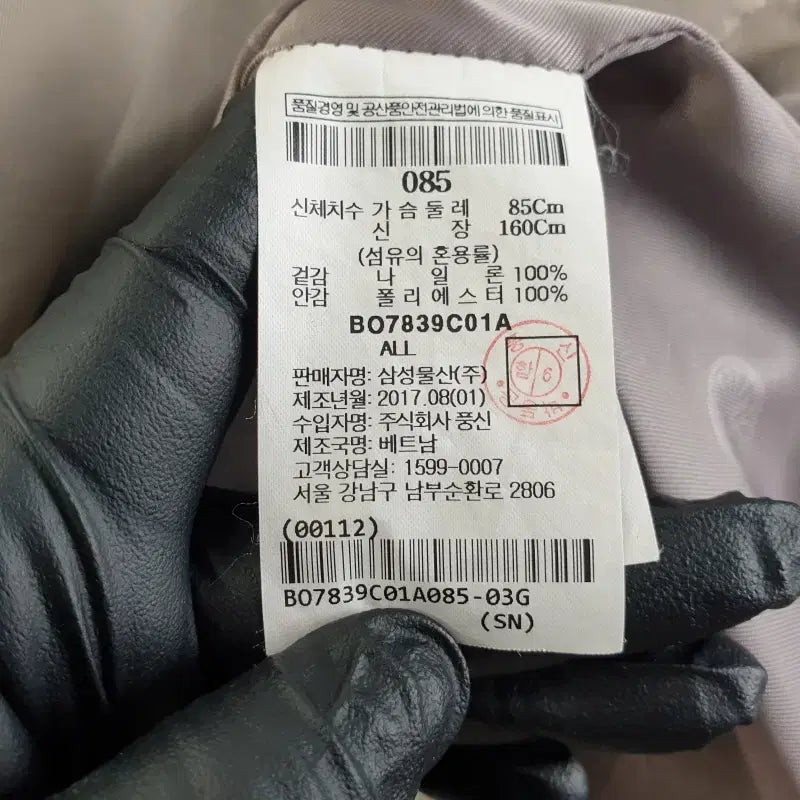 품질경영 및 공산품안전관리법에 의한 품질표시
085
신체치수 가 슴 둘 레 85Cm
신 장 160Cm
(섬유의 혼용률)
겉감 나 일 론 100%
안감 폴 리 에 스 터 100%
BO7839C01A
ALL
판매자명: 삼성물산(주)
제조년월: 2017.08(01)
수입자명: 주식회사 풍신
제조국명: 베트남
고객상담실: 1599-0007
서울 강남구 남부순환로 2806
(00112)
BO7839C01A085-03G
(SN)